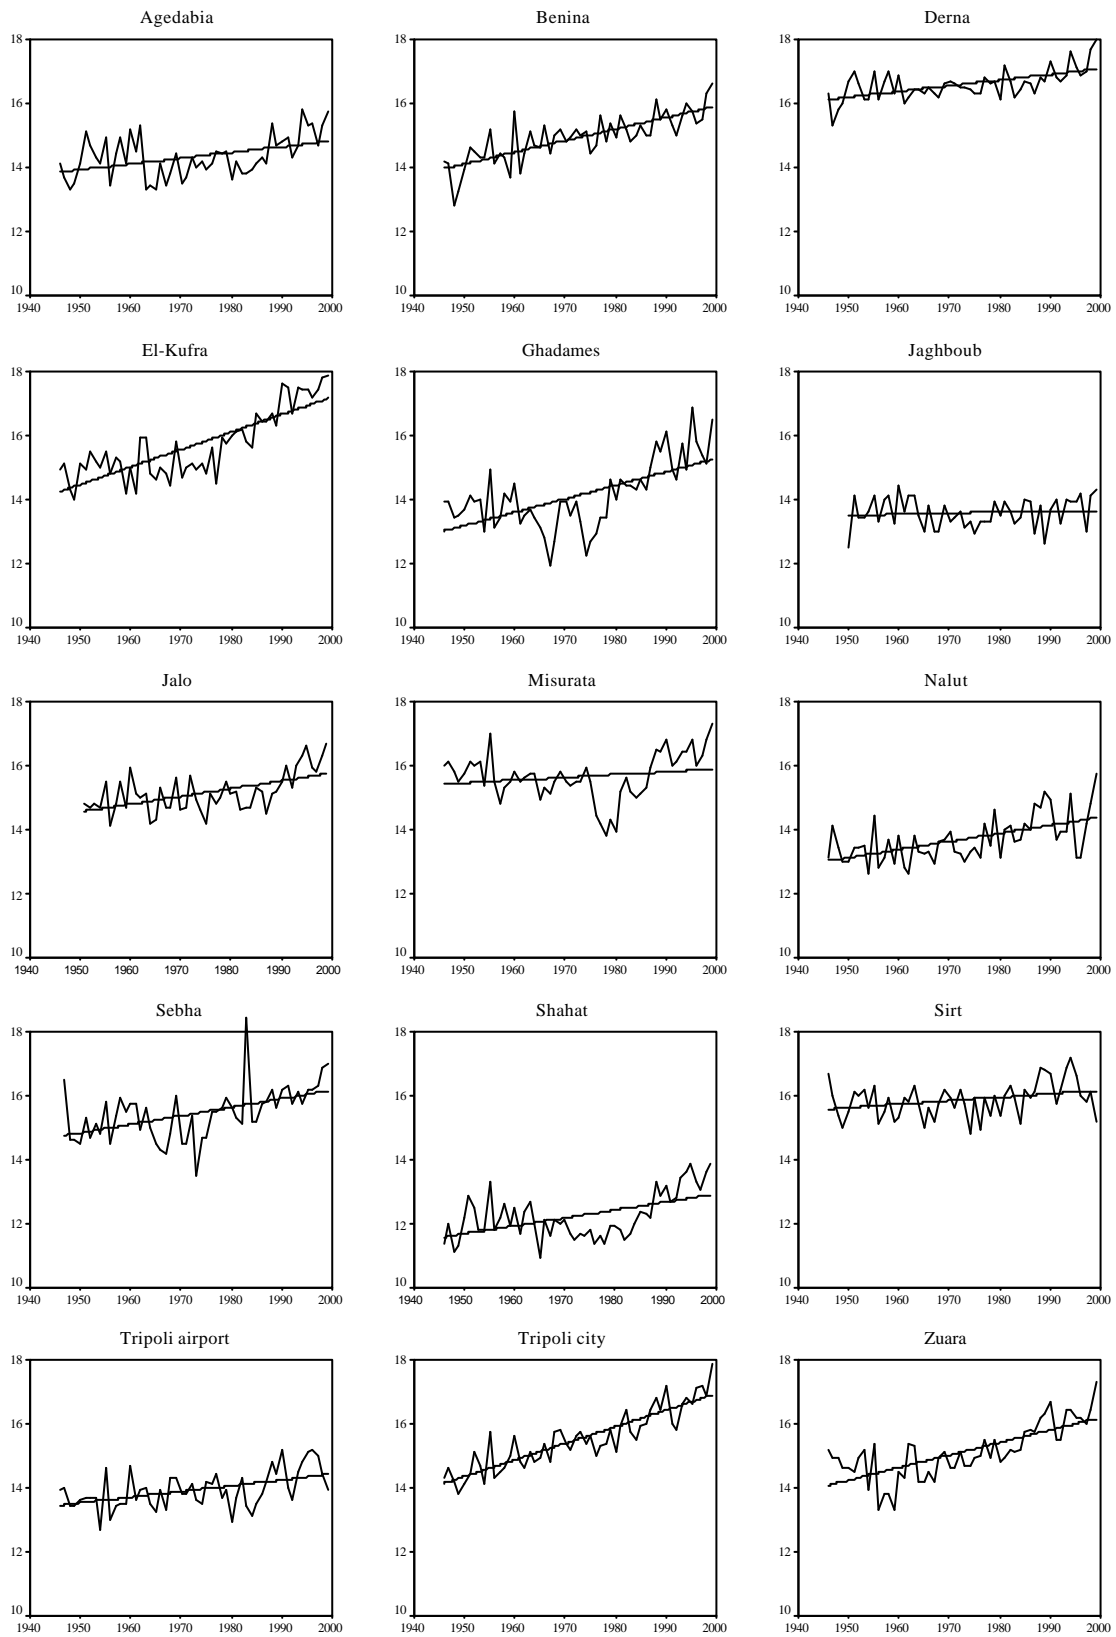 Agedabia Benina Derna
18 18 18
16 16 16
14 14 14
12 12 12
10 10 10
1940 1950 1960 1970 1980 1990 2000 1940 1950 1960 1970 1980 1990 2000 1940 1950 1960 1970 1980 1990 2000
El-Kufra Ghadames Jaghboub
18 18 18
16 16 16
14 14 14
12 12 12
10 10 10
1940 1950 1960 1970 1980 1990 2000 1940 1950 1960 1970 1980 1990 2000 1940 1950 1960 1970 1980 1990 2000
Jalo Misurata Nalut
18 18 18
16 16 16
14 14 14
12 12 12
10 10 10
1940 1950 1960 1970 1980 1990 2000 1940 1950 1960 1970 1980 1990 2000 1940 1950 1960 1970 1980 1990 2000
Sebha Shahat Sirt
18 18 18
16 16 16
14 14 14
12 12 12
10 10 10
1940 1950 1960 1970 1980 1990 2000 1940 1950 1960 1970 1980 1990 2000 1940 1950 1960 1970 1980 1990 2000
Tripoli airport Tripoli city Zuara
18 18 18
16 16 16
14 14 14
12 12 12
10 10 10
1940 1950 1960 1970 1980 1990 2000 1940 1950 1960 1970 1980 1990 2000 1940 1950 1960 1970 1980 1990 2000